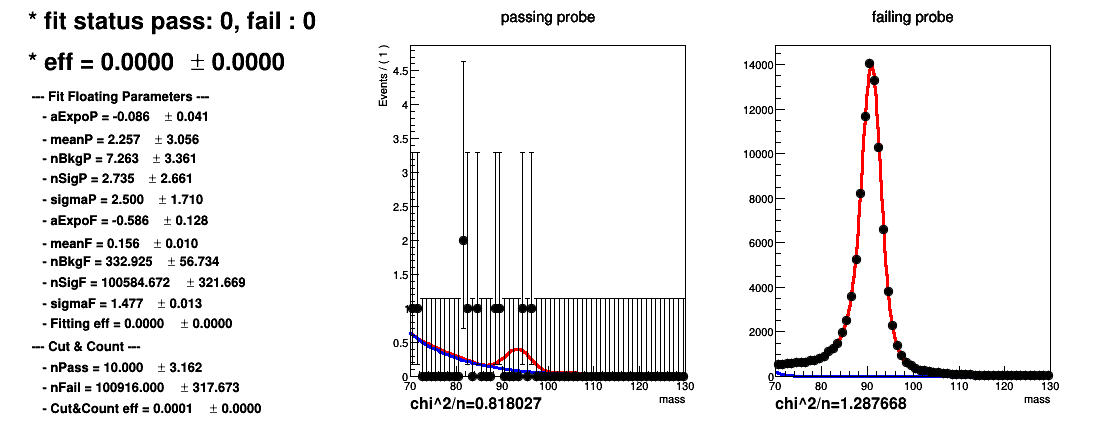 * fit status pass: 0, fail : 0
* eff = 0.0000 ± 0.0000
--- Fit Floating Parameters ---
- aExpoP = -0.086 ± 0.041
- meanP = 2.257 ± 3.056
- nBkgP = 7.263 ± 3.361
- nSigP = 2.735 ± 2.661
- sigmaP = 2.500 ± 1.710
- aExpoF = -0.586 ± 0.128
- meanF = 0.156 ± 0.010
- nBkgF = 332.925 ± 56.734
- nSigF = 100584.672 ± 321.669
- sigmaF = 1.477 ± 0.013
- Fitting eff = 0.0000 ± 0.0000
--- Cut & Count ---
- nPass = 10.000 ± 3.162
- nFail = 100916.000 ± 317.673
- Cut&Count eff = 0.0001 ± 0.0000
passing probe
Events / ( 1 )
4.5
4
3.5
3
2.5
2
1.5
1
0.5
0
70 80 90 100 110 120 130
mass
chi^2/n=0.818027
failing probe
14000
12000
10000
8000
6000
4000
2000
0
70 80 90 100 110 120 130
mass
chi^2/n=1.287668